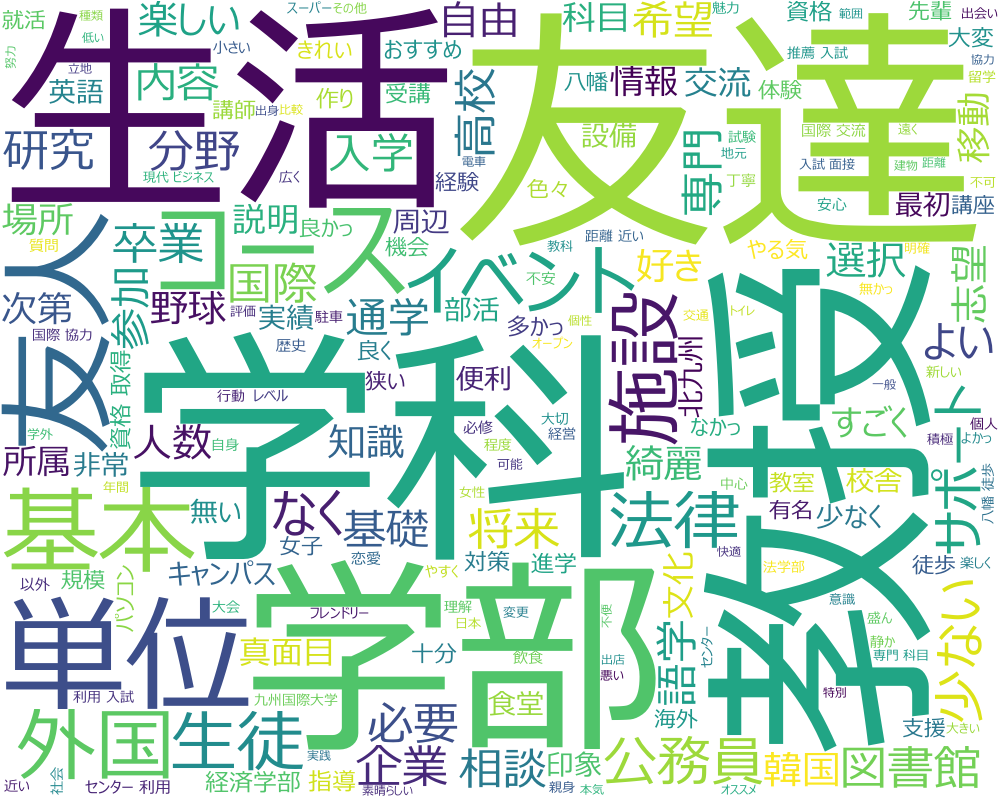 就活
種類
低い
努力
立地
楽しい
小さい
スーパー
その他
きれい
おすすめ
自由
科目
希望
魅力
資格
範囲
先輩
出会い
推薦 入試
大変
協力
英語
内容
講師
出身
比較
作り
受講
高校
八幡
情報
交流
体験
留学
生活
友達
研究
分野
入学
設備
専門
試験
国際 交流
遠く
移動
地元
電車
現代 ビジネス
広く
経験
色々
丁寧
入試 面接
建物
距離
不可
場所
質問
卒業
コース
説明
良かっ
周辺
機会
教科
距離 近い
安心
最初
講座
やる気
明確
友人
参加
国際
イベント
不安
好き
選択
無かっ
志望
次第
野球
評価
実績
駐車
通学
部活
多かっ
個性
オープン
交通
トイレ
よい
国際 協力
歴史
良く
北九州
新しい
資格 取得
学科
行動 レベル
狭い
便利
施設
教授
一般
学外
人数
自身
知識
必修
程度
大切
経営
可能
なかっ
すごく
積極
よかっ
個人
所属
非常
年間
女性
綺麗
中心
教室
校舎
サポート
八幡 徒歩
基本
無い
なく
基礎
将来
法律
有名
少なく
女子
恋愛
キャンパス
やすく
対策
進学
快適
法学部
徒歩
楽しく
以外
規模
パソコン
大会
フレンドリー
理解
日本
変更
不便
文化
意識
盛ん
静か
専門 科目
少ない
単位
学部
真面目
十分
飲食
出店
悪い
語学
センター
利用 入試
九州国際大学
食堂
海外
特別
支援
大きい
外国
生徒
必要
実践
企業
相談
印象
公務員
韓国
図書館
近い
社会
センター 利用
経済学部
指導
素晴らしい
親身
本気
オススメ